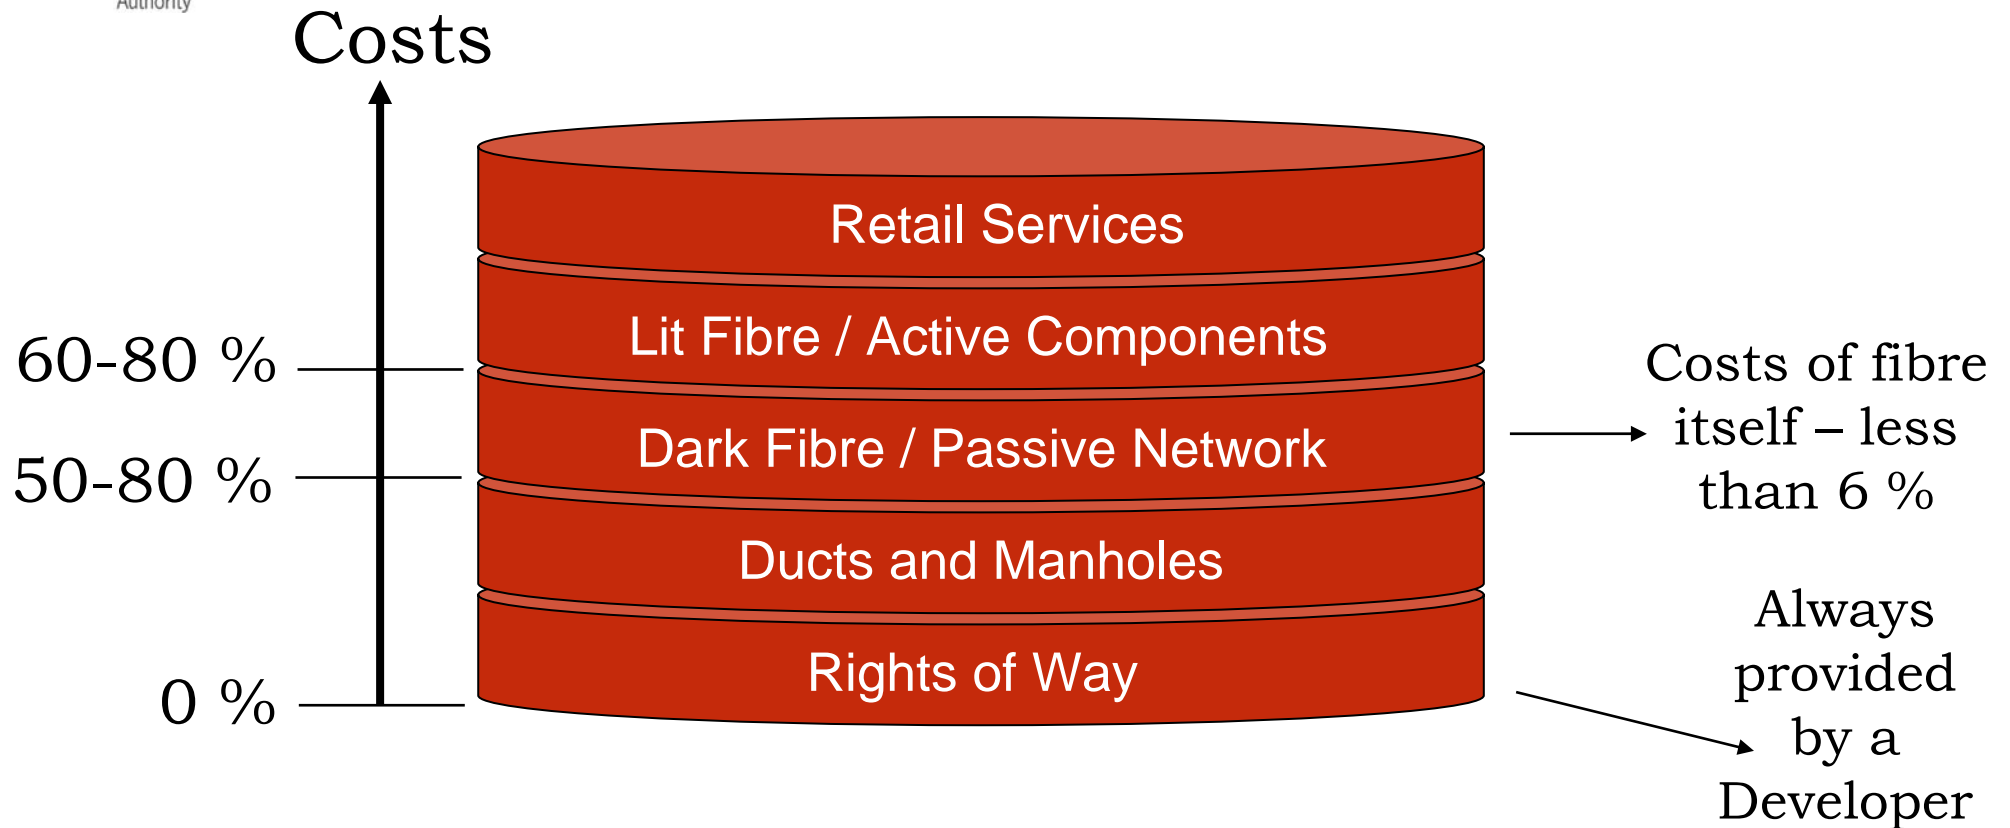 Authority
Costs
Retail Services
Lit Fibre / Active Components
60-80 %
Dark Fibre / Passive Network
50-80 %
Ducts and Manholes
Rights of Way
0 %
Costs of fibre
itself – less
than 6 %
Always
provided
by a
Developer